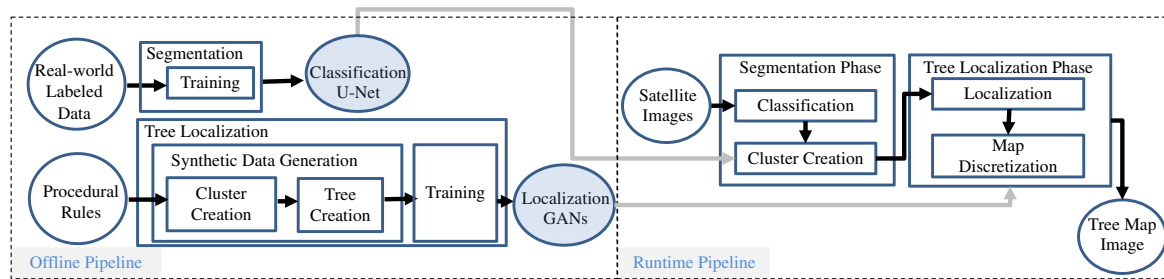 Real-world
Labeled
Data
Segmentation
Training
Classification
U-Net
Procedural
Rules
Tree Localization
Synthetic Data Generation
Cluster
Creation
Tree
Creation
Training
Localization
GANs
Offline Pipeline
Satellite
Images
Segmentation Phase
Classification
Cluster Creation
Tree Localization Phase
Localization
Map
Discretization
Tree Map
Image
Runtime Pipeline